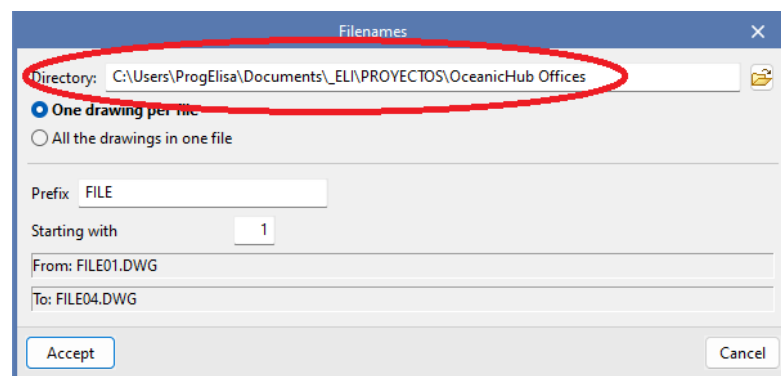 Filenames
Directory: C:\Users\ProgElisa\Documents\_ELI\PROYECTOS\OceanicHub Offices
One drawing per file
All the drawings in one file
Prefix FILE
Starting with 1
From: FILE01.DWG
To: FILE04.DWG
Accept Cancel